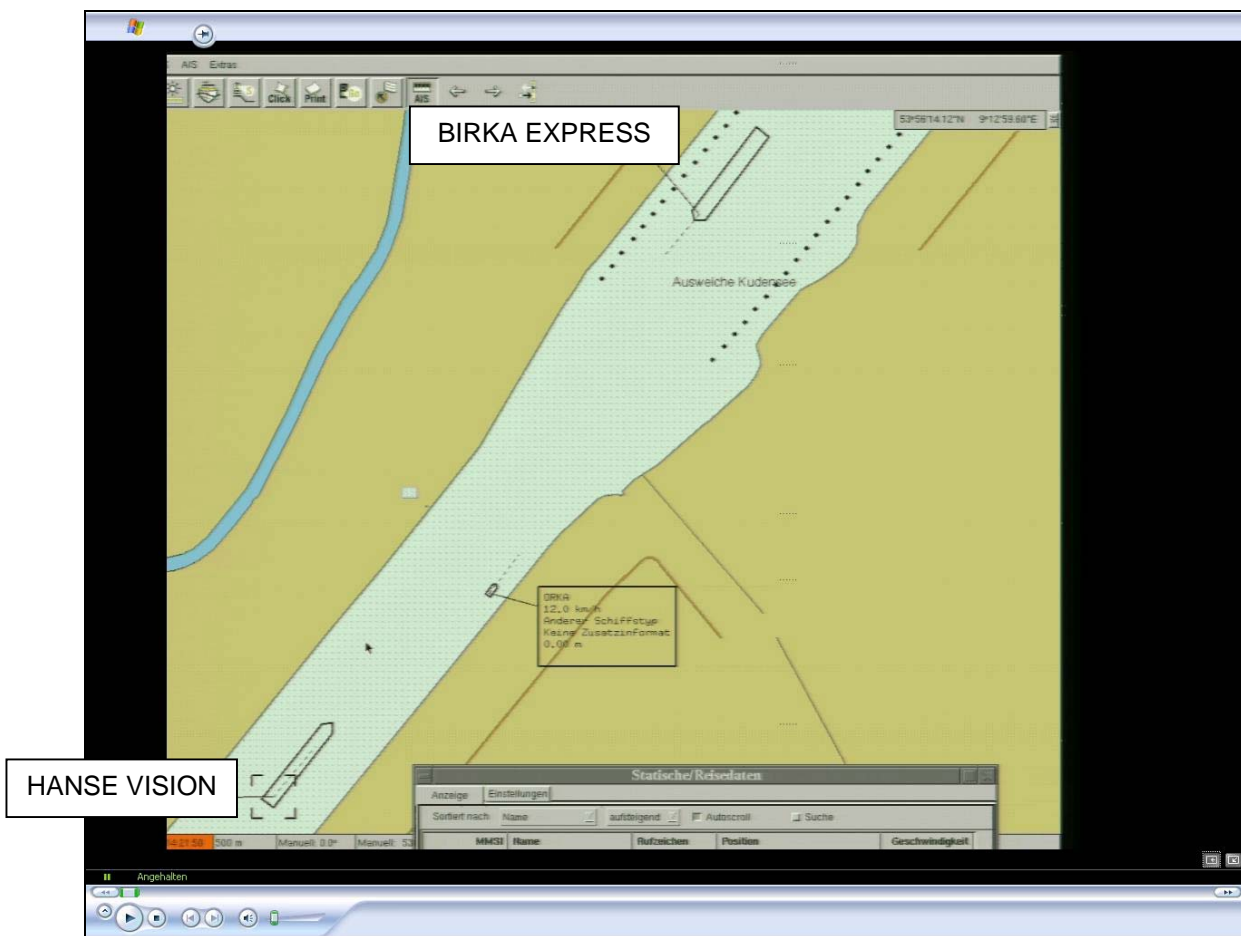 AIS Extras
Click Print AIS
BIRKA EXPRESS
53°56'14.12"N 9°12'59.60"E
Ausweiche Kudensee
ORKA
12.0 km/h
Anderer Schiffstyp
Keine Zusatzinformat
0.00 m
HANSE VISION
Statische/Reisedaten
Anzeige Einstellungen
Sortiert nach: Name aufsteigend Autoscroll Suche
500 m Manuell: 0.0° Manuell: 53
MMSI Name Rufzeichen Position Geschwindigkeit
Angehalten